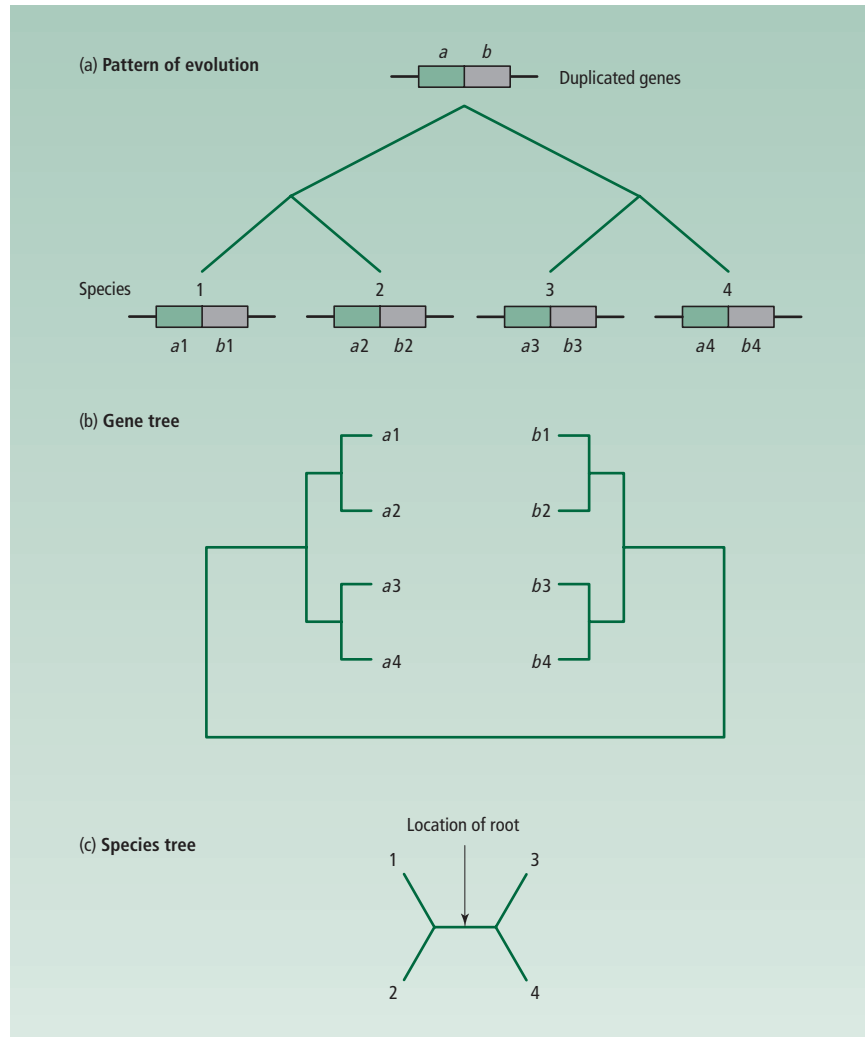 a b
(a) Pattern of evolution
Duplicated genes
Species 1 2 3 4
a1 b1 a2 b2 a3 b3 a4 b4
(b) Gene tree
a1 b1
a2 b2
a3 b3
a4 b4
Location of root
(c) Species tree
1 3
2 4